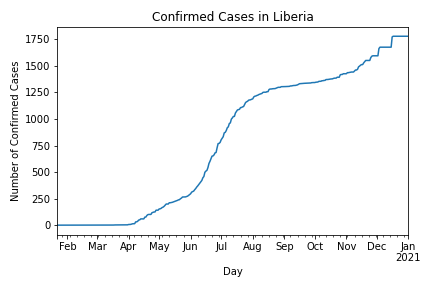 Confirmed Cases in Liberia
1750
1500
1250
1000
750
500
250
0
Number of Confirmed Cases
Feb Mar Apr May Jun Jul Aug Sep Oct Nov Dec Jan
2021
Day